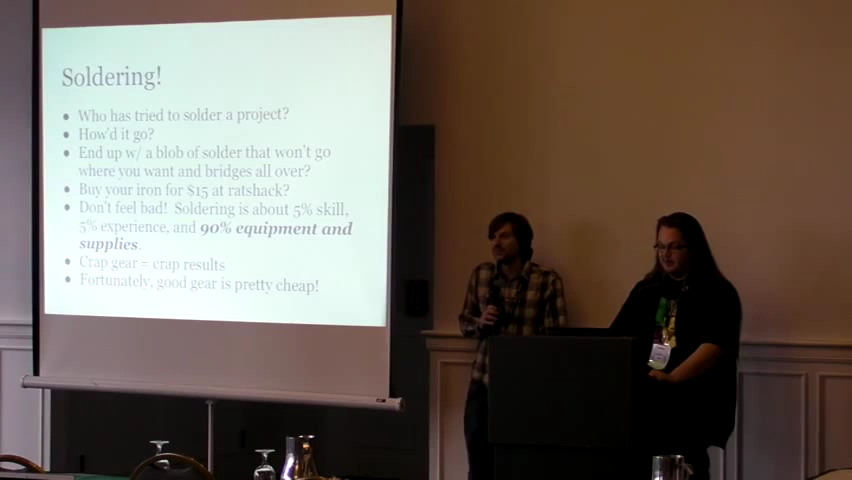 Soldering!
● Who has tried to solder a project?
● How'd it go?
● End up w/ a blob of solder that won't go
where you want and bridges all over?
● Buy your iron for $15 at ratshack?
● Don't feel bad! Soldering is about 5% skill,
5% experience, and 90% equipment and
supplies.
● Crap gear = crap results
● Fortunately, good gear is pretty cheap!